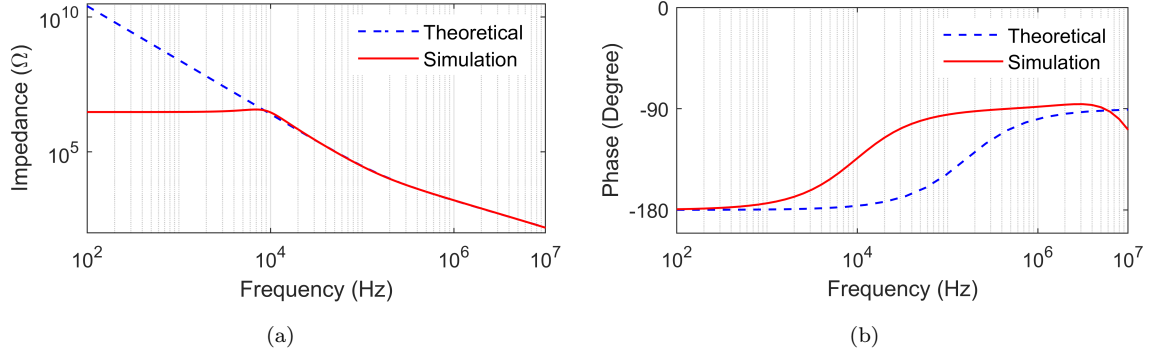 10^10
10^5
Impedance (Ω)
Theoretical
Simulation
10^2
10^4
10^6
10^7
Frequency (Hz)
(a)
0
-90
-180
Phase (Degree)
Theoretical
Simulation
10^2
10^4
10^6
10^7
Frequency (Hz)
(b)